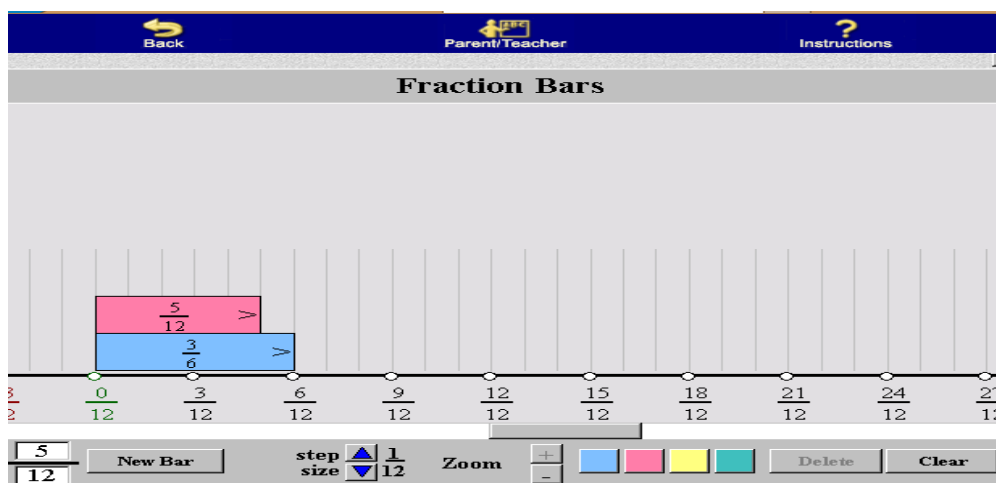 Back Parent/Teacher Instructions
Fraction Bars
5/12 >
3/6 >
0/12 3/12 6/12 9/12 12/12 15/12 18/12 21/12 24/12
5/12 New Bar step size 1/12 Zoom + - Delete Clear